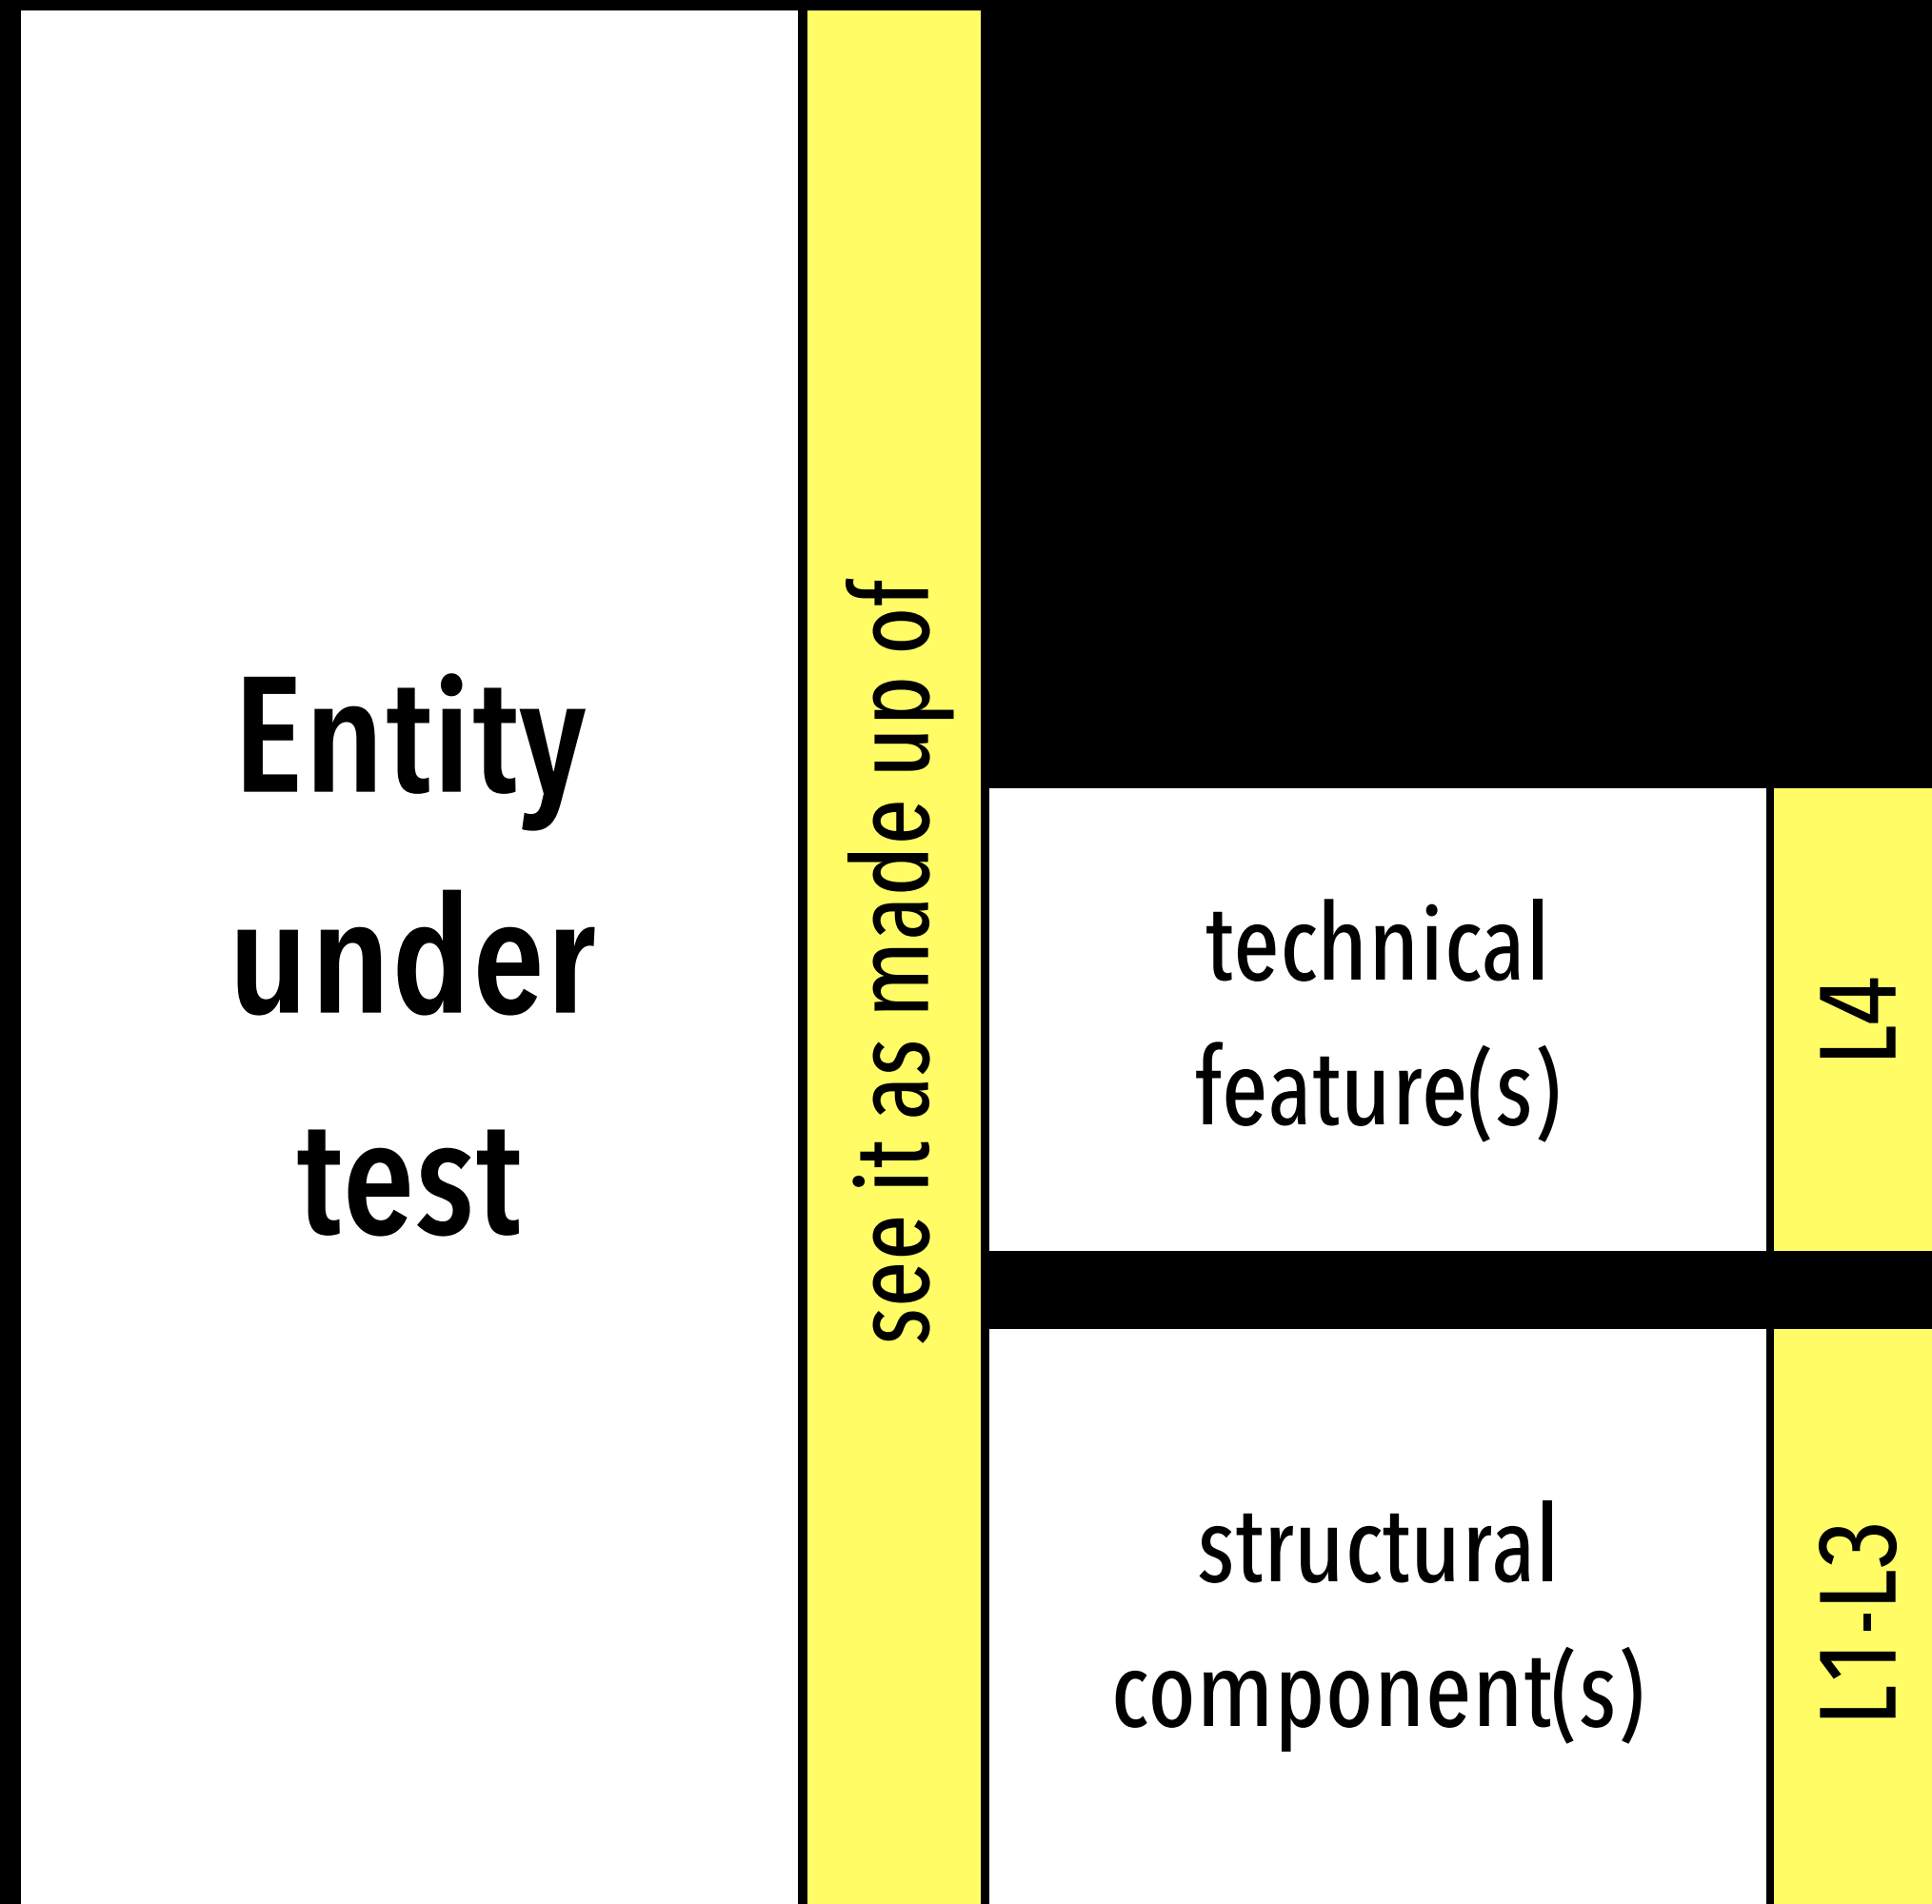 Entity
under
test
see it as made up of
technical
feature(s)
L4
structural
component(s)
L1-L3